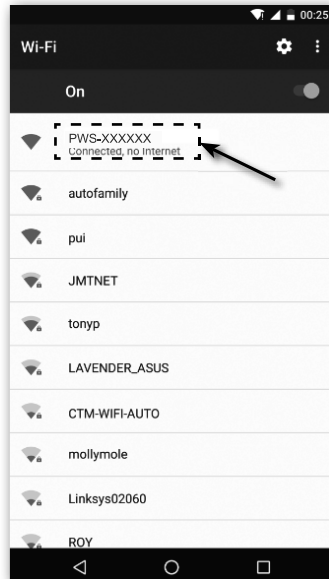 00:25
Wi-Fi
On
PWS-XXXXXX
Connected, no Internet
autofamily
pui
JMTNET
tonyp
LAVENDER_ASUS
CTM-WIFI-AUTO
mollymole
Linksys02060
ROY